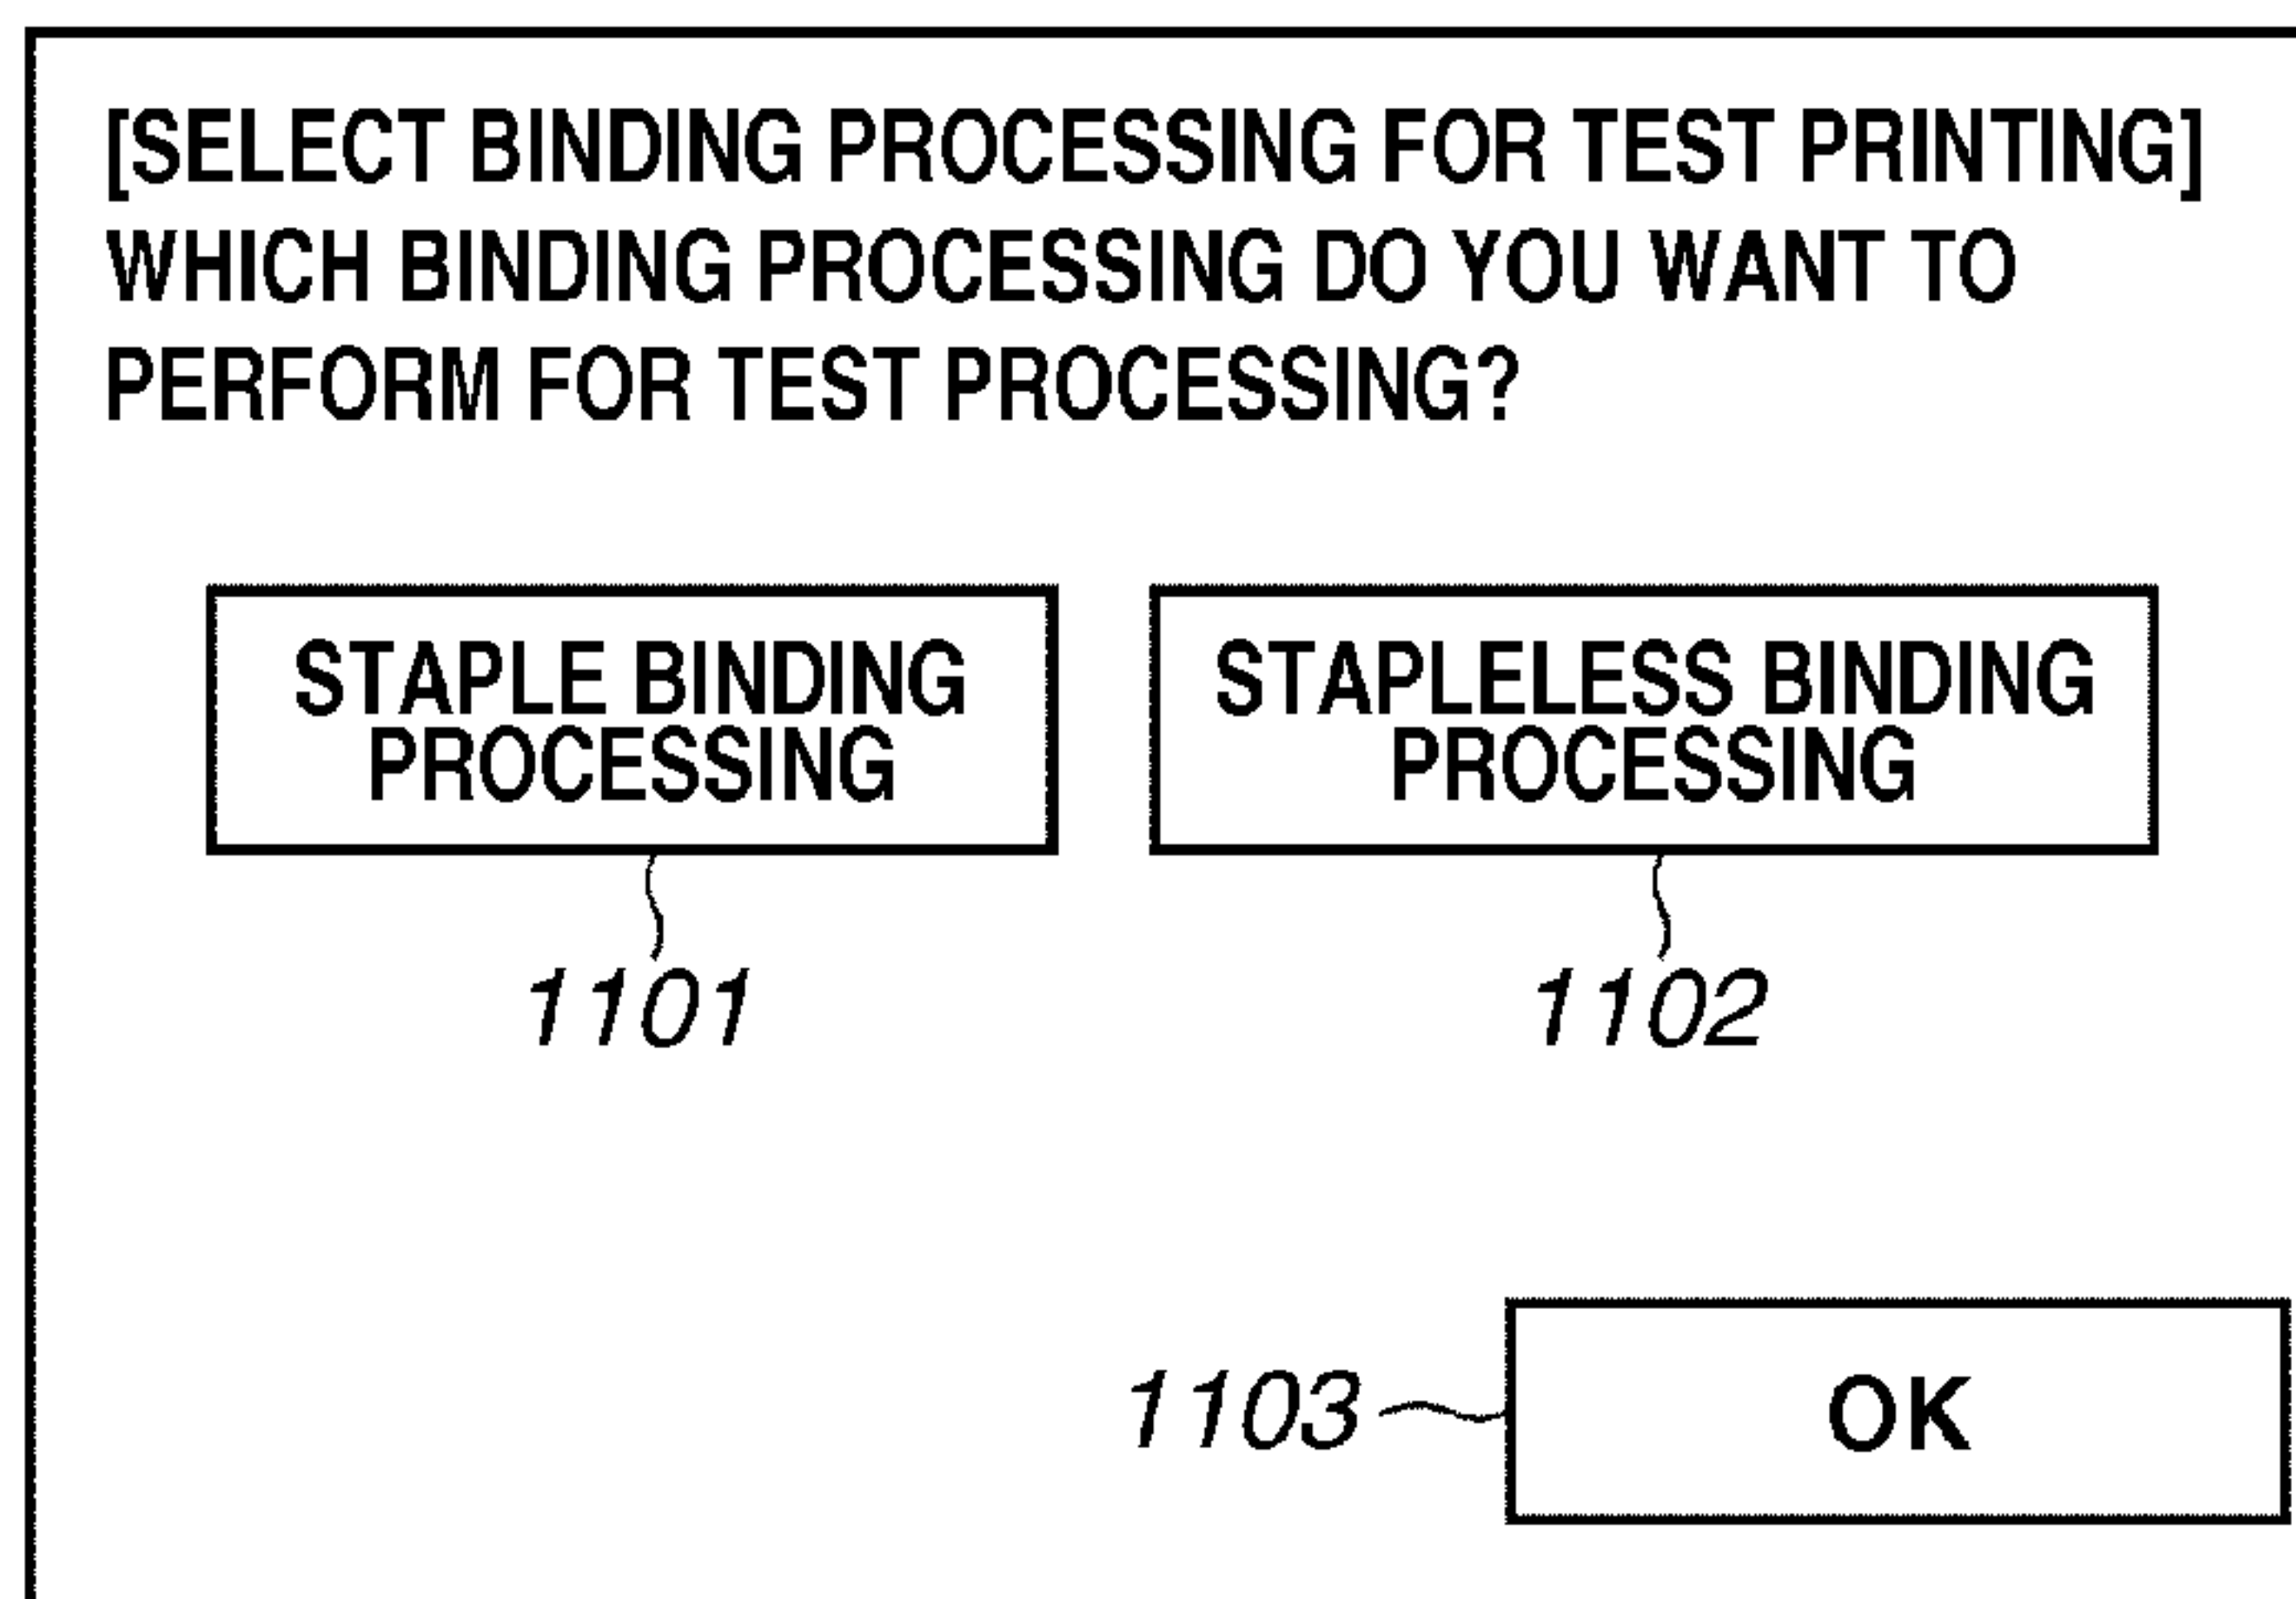 [SELECT BINDING PROCESSING FOR TEST PRINTING]
WHICH BINDING PROCESSING DO YOU WANT TO
PERFORM FOR TEST PROCESSING?
STAPLE BINDING
PROCESSING
STAPLELESS BINDING
PROCESSING
1101
1102
1103
OK